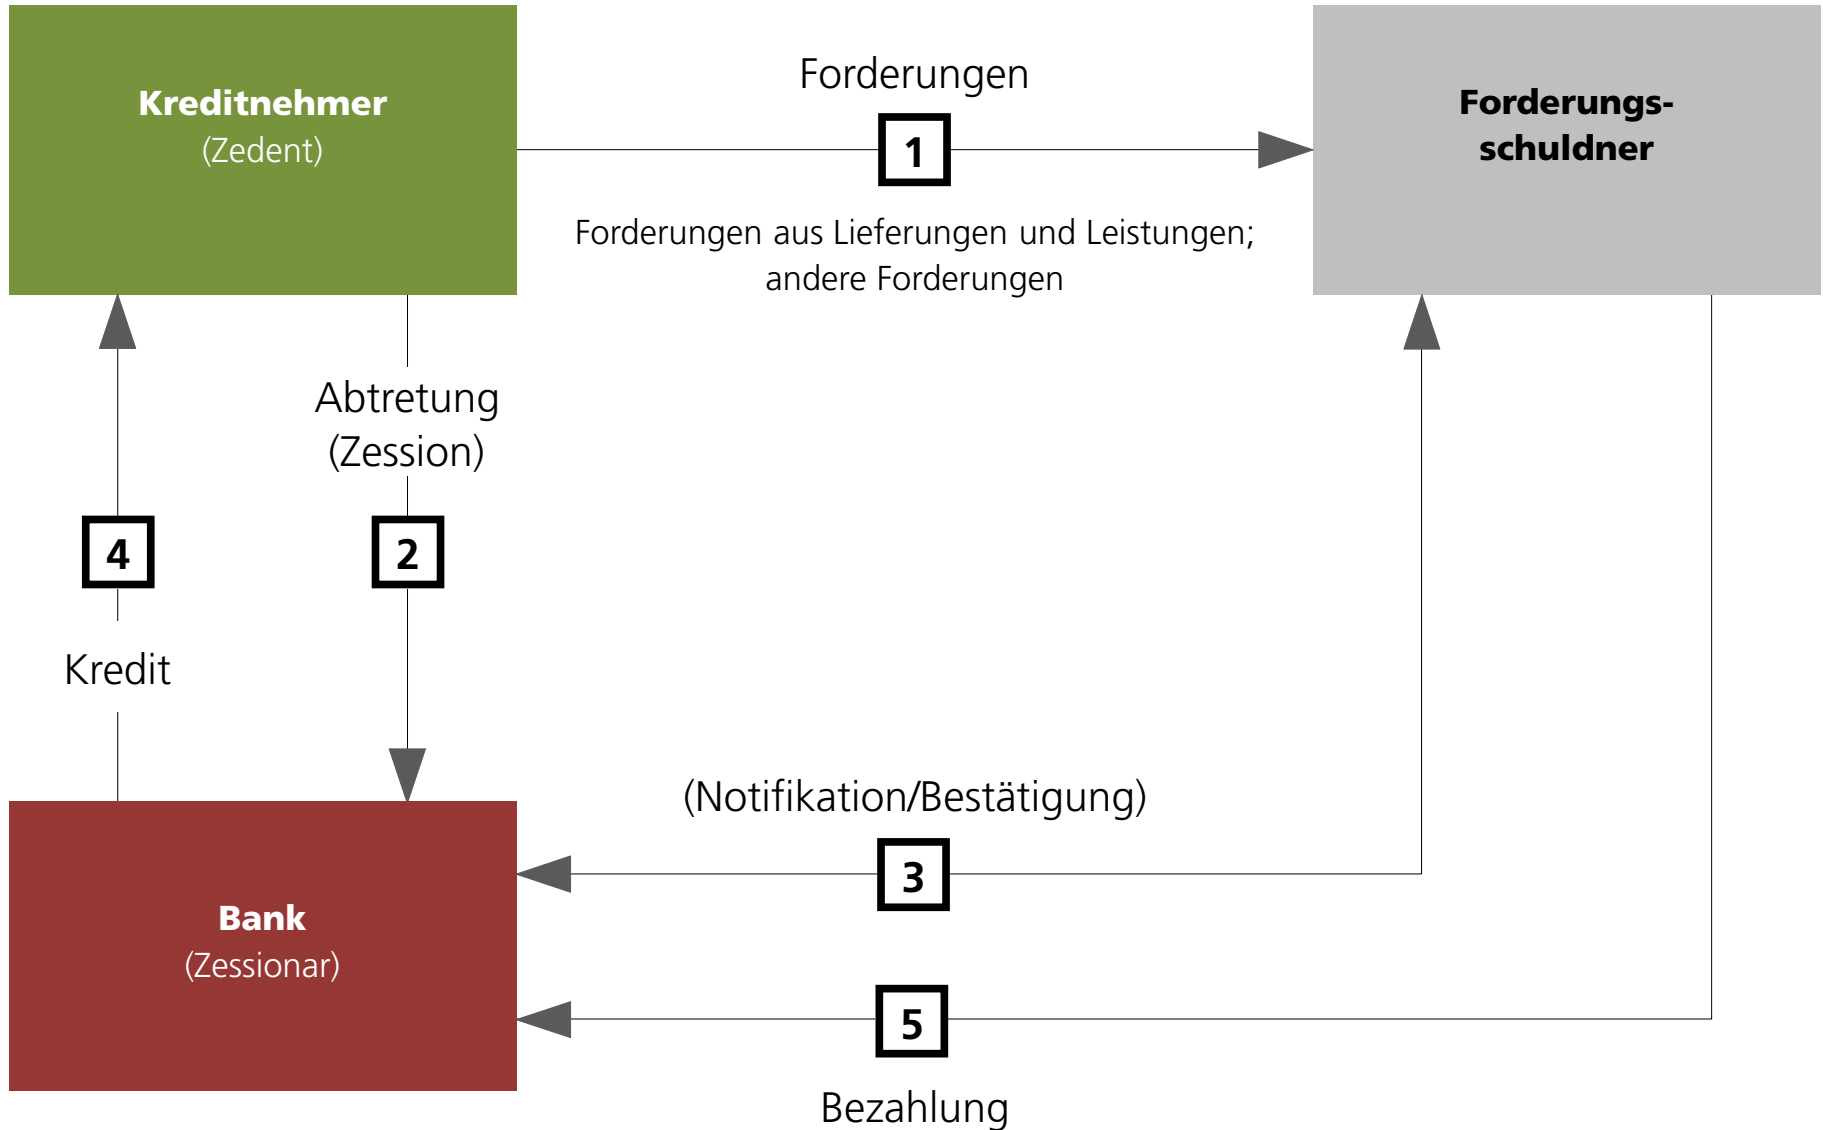 Kreditnehmer
(Zedent)
Forderungen
1
Forderungen aus Lieferungen und Leistungen;
andere Forderungen
Forderungs-
schuldner
Abtretung
(Zession)
4
2
Kredit
(Notifikation/Bestätigung)
3
Bank
(Zessionar)
5
Bezahlung